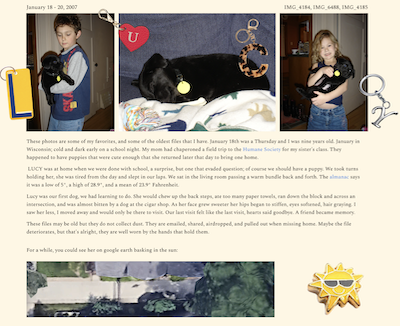 January 18 - 20, 2007
IMG_4184, IMG_6488, IMG_4185
L
U
C
Y
These photos are some of my favorites, and some of the oldest files that I have. January 18th was a Thursday and I was nine years old. January in
Wisconsin; cold and dark early on a school night. My mom had chaperoned a field trip to the Humane Society for my sister's class. They
happened to have puppies that were cute enough that she returned later that day to bring one home.
LUCY was at home when we were done with school, a surprise, but one that eraded question; of course we should have a puppy. We took turns
holding her, she was tired from the day and slept in our laps. We sat in the living room passing a warm bundle back and forth. The almanac says
it was a low of 5°, a high of 28.9°, and a mean of 23.9° Fahrenheit.
Lucy was our first dog, we had learning to do. She would chew up the back steps, ate too many paper towels, ran down the block and across an
intersection, and was almost bitten by a dog at the cigar shop. As her face grew sweater her hips began to stiffen, eyes softened, hair graying. I
saw her less, I moved away and would only be there to visit. Our last visit felt like the last visit, hearts said goodbye. A friend became memory.
These files may be old but they do not collect dust. They are emailed, shared, airdropped, and pulled out when missing home. Maybe the file
deteriorates, but that's alright, they are well worn by the hands that hold them.
For a while, you could see her on google earth basking in the sun: